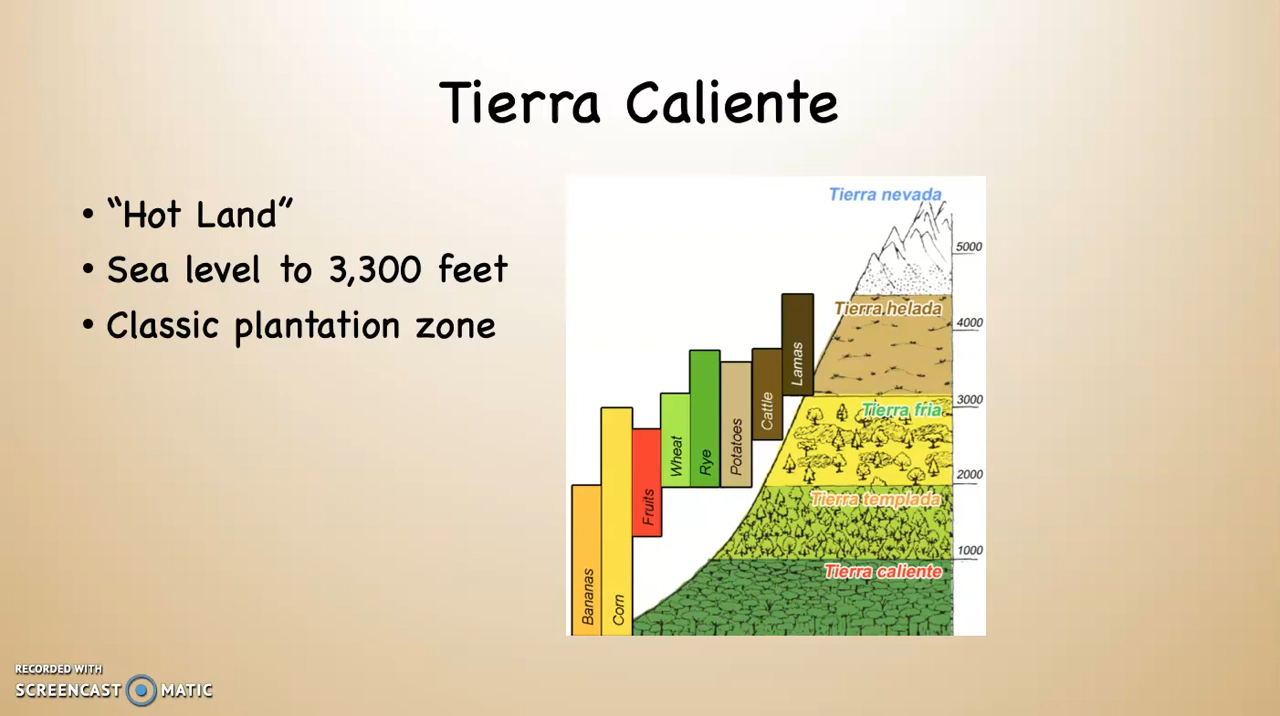 Tierra Caliente
• “Hot Land”
• Sea level to 3,300 feet
• Classic plantation zone
Tierra nevada
5000
Tierra helada
4000
Lamas
3000
Tierra fria
Cattle
Potatoes
Rye
Wheat
2000
Tierra templada
Fruits
1000
Tierra caliente
Bananas
Corn
RECORDED WITH
SCREENCAST MATIC